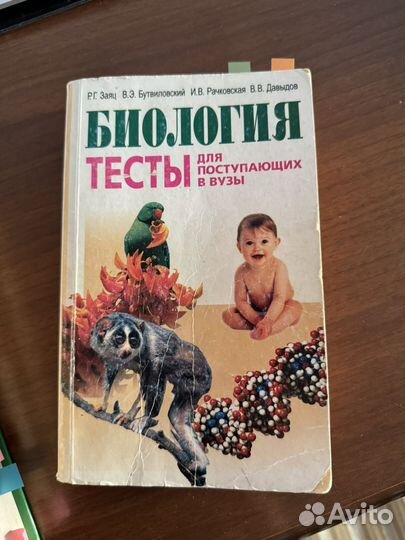 Р.Г. Заяц В.Э. Бутвиловский И.В. Рачковская В.В. Давыдов
БИОЛОГИЯ
ТЕСТЫ ДЛЯ
ПОСТУПАЮЩИХ
В ВУЗЫ
Avito